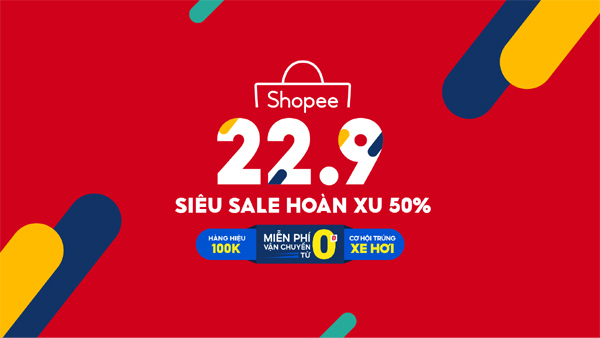 Shopee
22.9
SIÊU SALE HOÀN XU 50%
HÀNG HIỆU
100K
MIỄN PHÍ
VẬN CHUYỂN
TỪ
0Đ
CƠ HỘI TRÚNG
XE HƠI